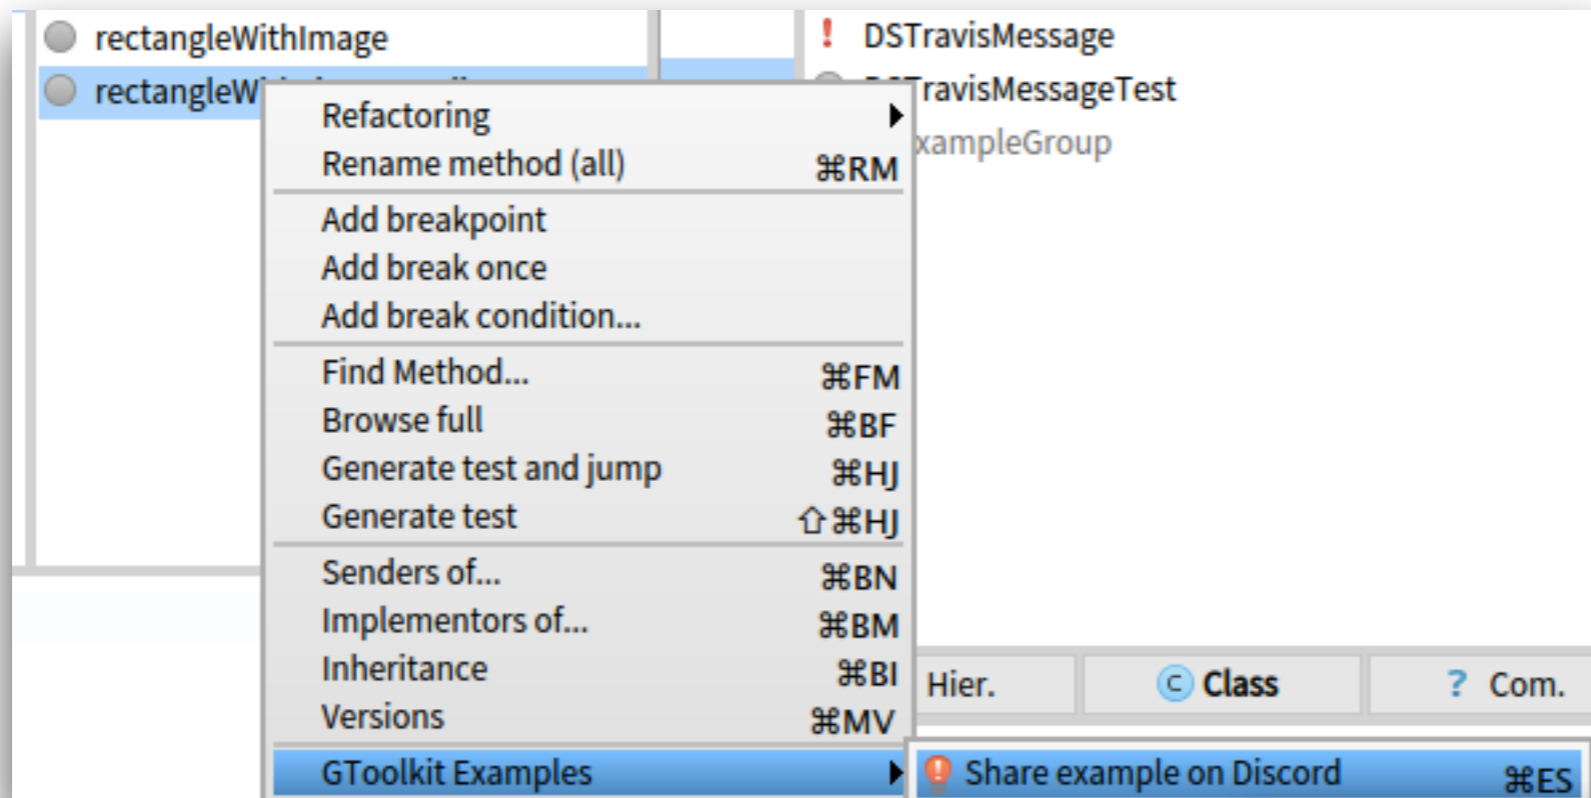 rectangleWithImage
DSTravisMessage
TravisMessageTest
xampleGroup
Refactoring
Rename method (all) ⌘RM
Add breakpoint
Add break once
Add break condition...
Find Method... ⌘FM
Browse full ⌘BF
Generate test and jump ⌘HJ
Generate test ⇧⌘HJ
Senders of... ⌘BN
Implementors of... ⌘BM
Inheritance ⌘BI
Versions ⌘MV
Hier. Class ? Com.
GToolkit Examples
Share example on Discord ⌘ES